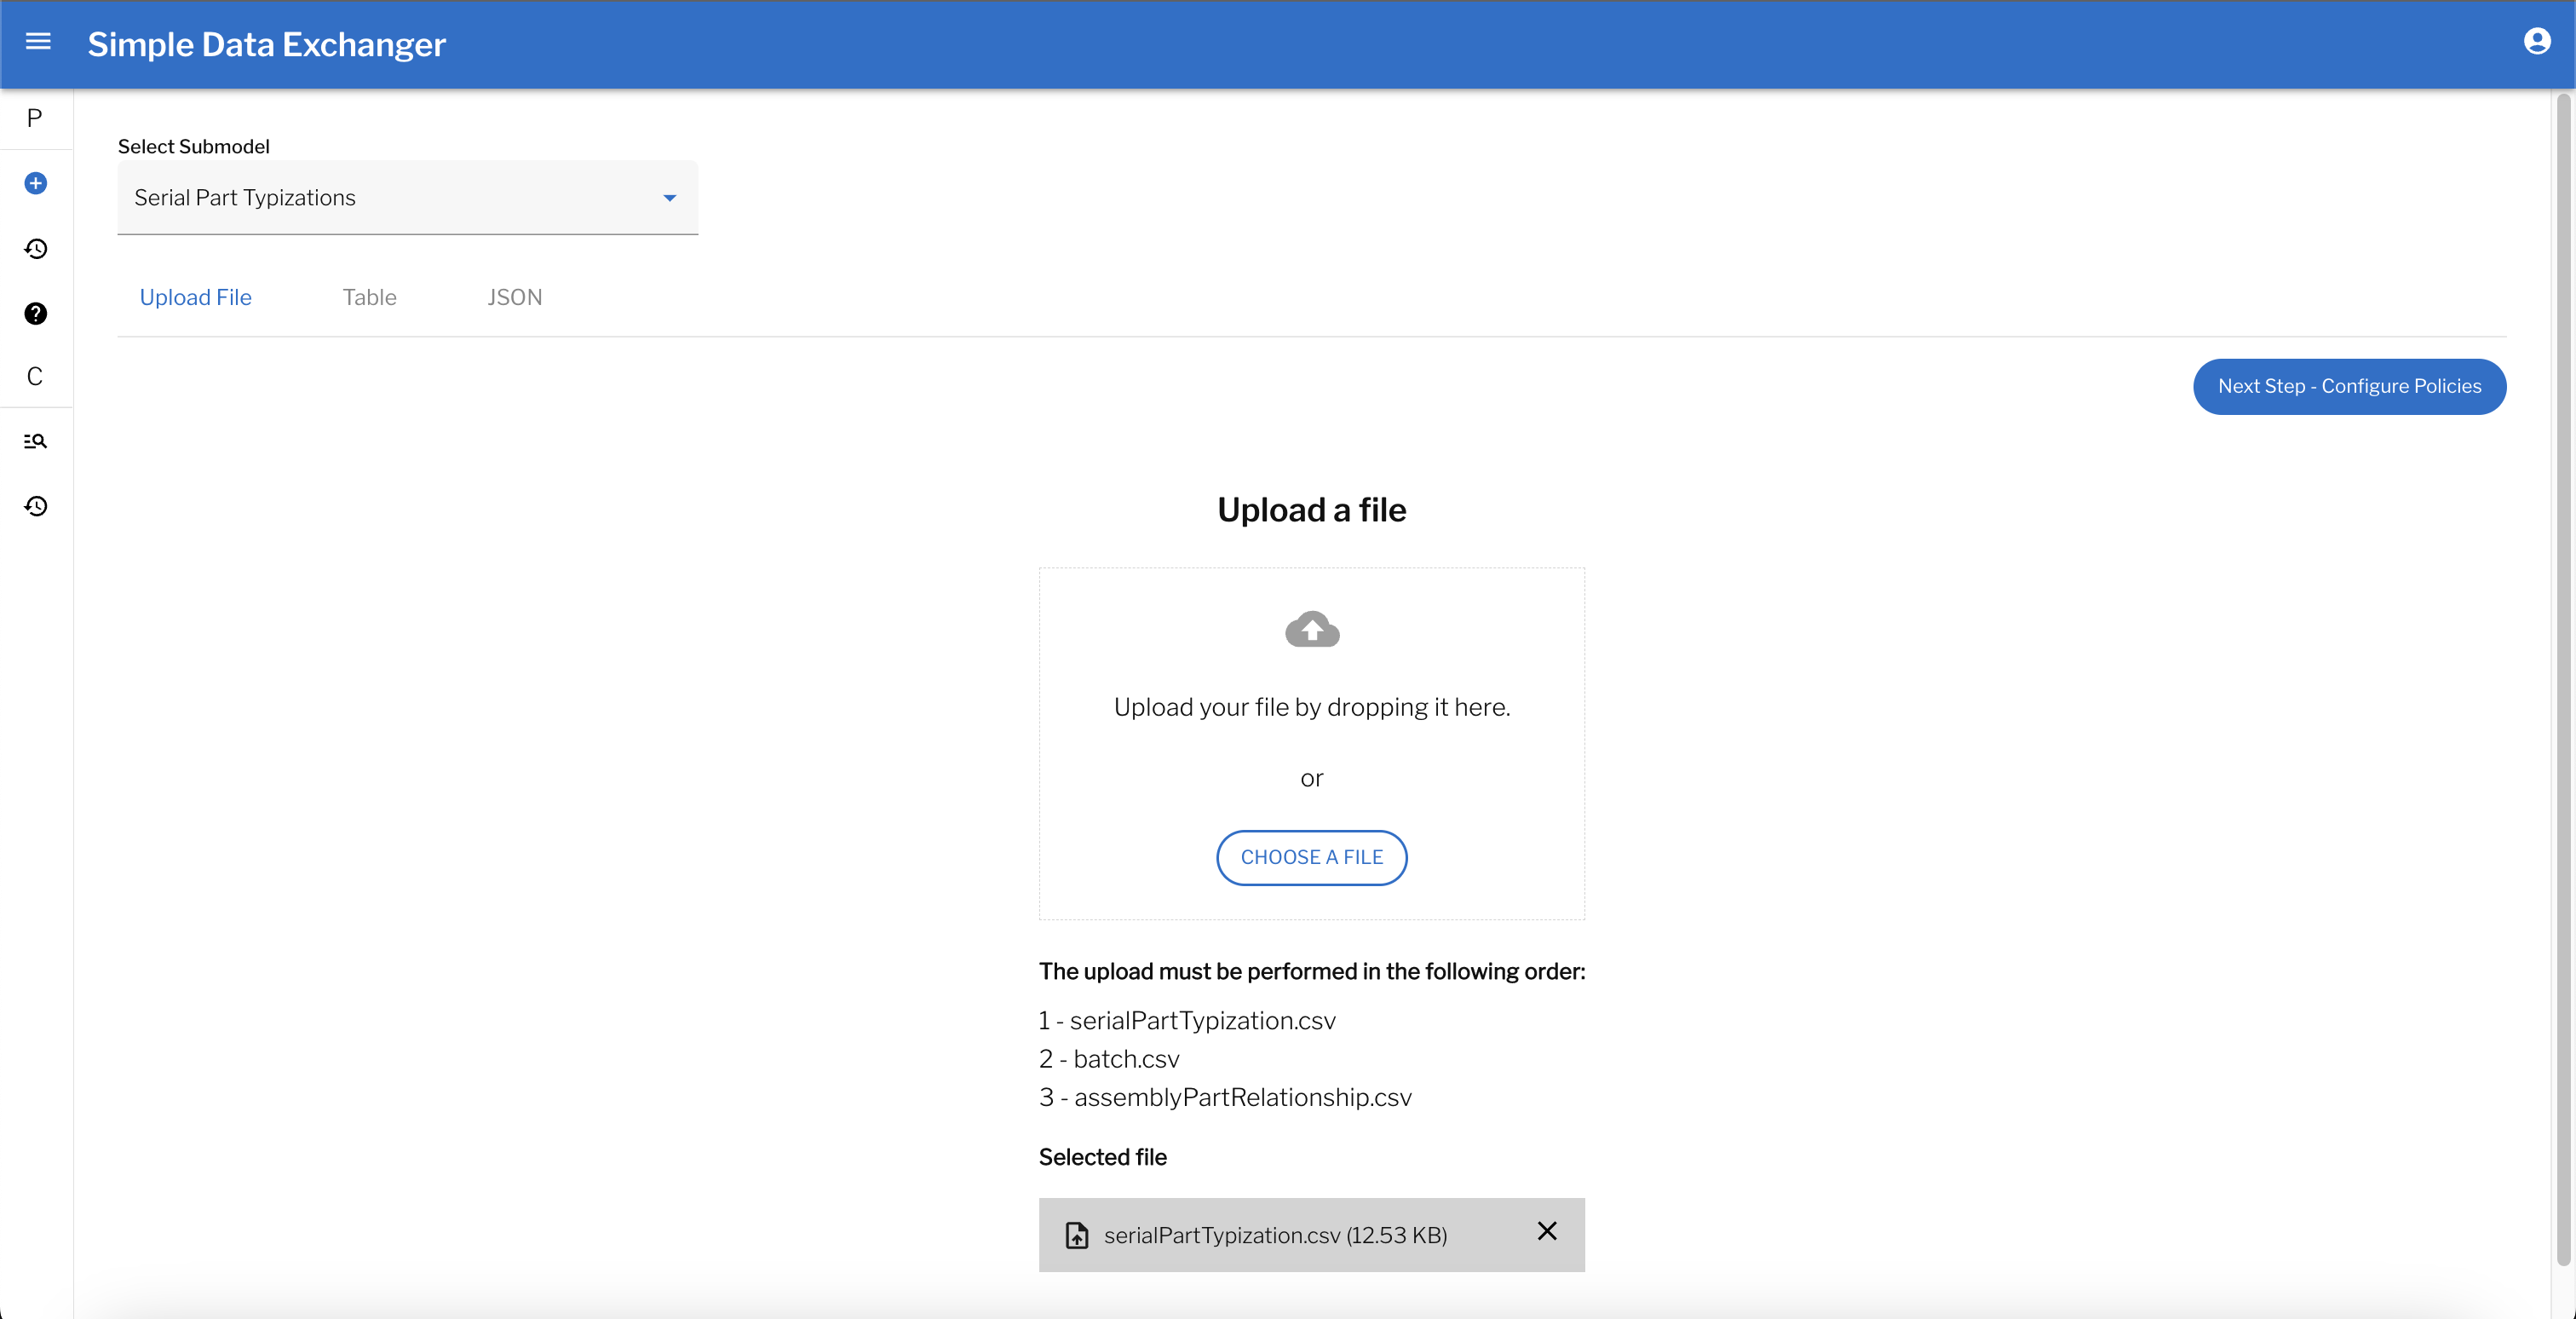 Simple Data Exchanger
P
Select Submodel
Serial Part Typizations
Upload File
Table
JSON
C
Next Step - Configure Policies
Upload a file
Upload your file by dropping it here.
or
CHOOSE A FILE
The upload must be performed in the following order:
1 - serialPartTypization.csv
2 - batch.csv
3 - assemblyPartRelationship.csv
Selected file
serialPartTypization.csv (12.53 KB)